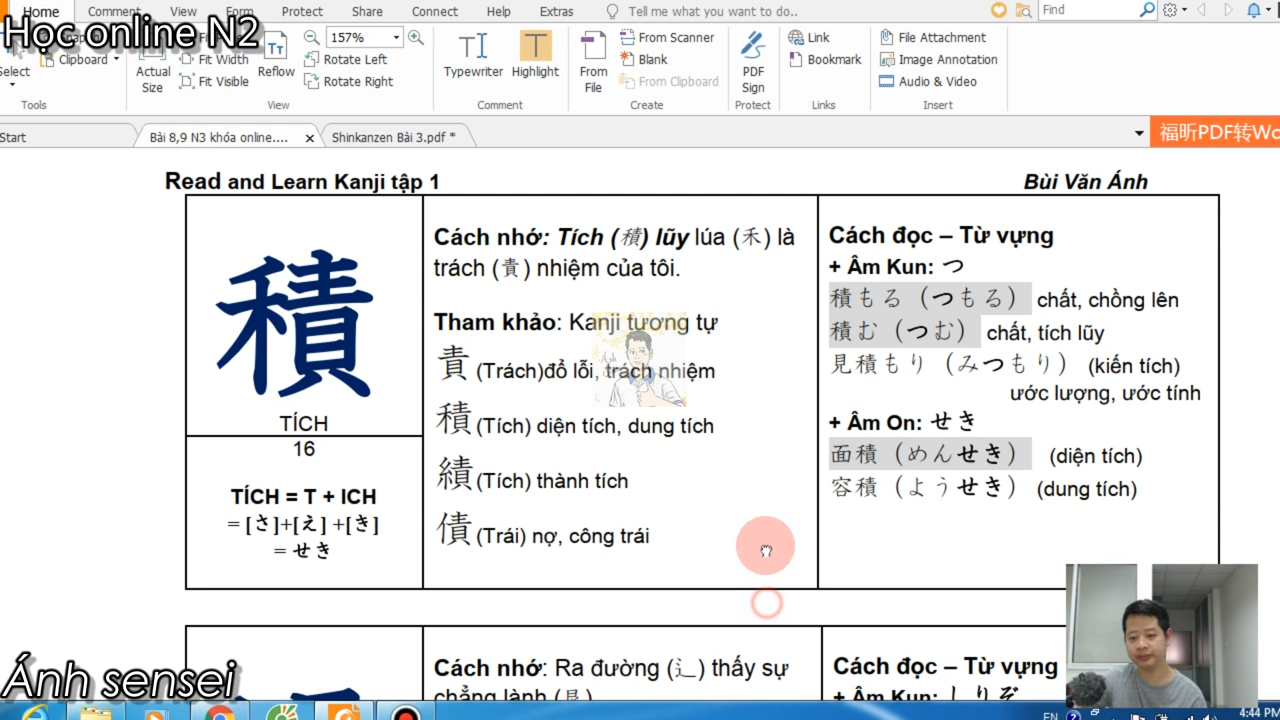 Học online N2
Home Comment View Form Protect Share Connect Help Extras Tell me what you want to do.. Find
Select
Clipboard
Actual Size
Fit Width
Fit Visible
Reflow
157%
Rotate Left
Rotate Right
Typewriter
Highlight
From File
From Scanner
Blank
From Clipboard
PDF Sign
Link
Bookmark
File Attachment
Image Annotation
Audio & Video
Tools View Comment Create Protect Links Insert
Start Bài 8,9 N3 khóa online.... Shinkanzen Bài 3.pdf *
福昕PDF转Wo
Read and Learn Kanji tập 1
Bùi Văn Ánh
積
TÍCH
16
TÍCH = T + ICH
= [さ]+[え] +[き]
= せき
Cách nhớ: Tích (積) lũy lúa (禾) là
trách (責) nhiệm của tôi.
Tham khảo: Kanji tương tự
責 (Trách)đổ lỗi, trách nhiệm
積 (Tích) diện tích, dung tích
績 (Tích) thành tích
債 (Trái) nợ, công trái
Cách đọc – Từ vựng
+ Âm Kun: つ
積もる（つもる） chất, chồng lên
積む（つむ） chất, tích lũy
見積もり（みつもり） (kiến tích)
ước lượng, ước tính
+ Âm On: せき
面積（めんせき） (diện tích)
容積（ようせき） (dung tích)
Cách nhớ: Ra đường (辶) thấy sự
chẳng lành (艮)
Cách đọc – Từ vựng
+ Âm Kun: しりぞ
Ánh sensei
EN
4:44 PM